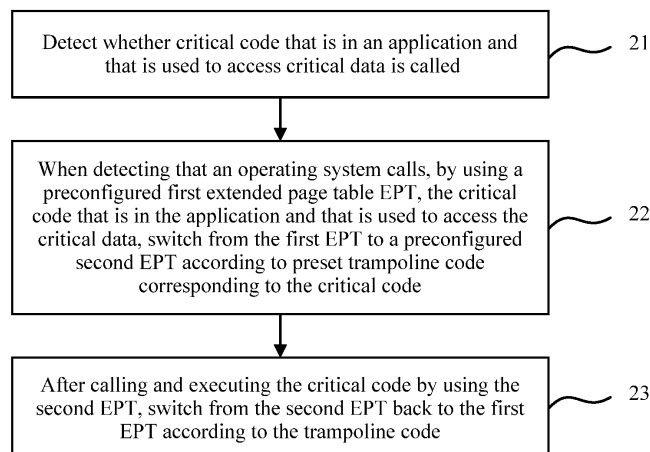 Detect whether critical code that is in an application and
that is used to access critical data is called
21
When detecting that an operating system calls, by using a
preconfigured first extended page table EPT, the critical
code that is in the application and that is used to access the
critical data, switch from the first EPT to a preconfigured
second EPT according to preset trampoline code
corresponding to the critical code
22
After calling and executing the critical code by using the
second EPT, switch from the second EPT back to the first
EPT according to the trampoline code
23